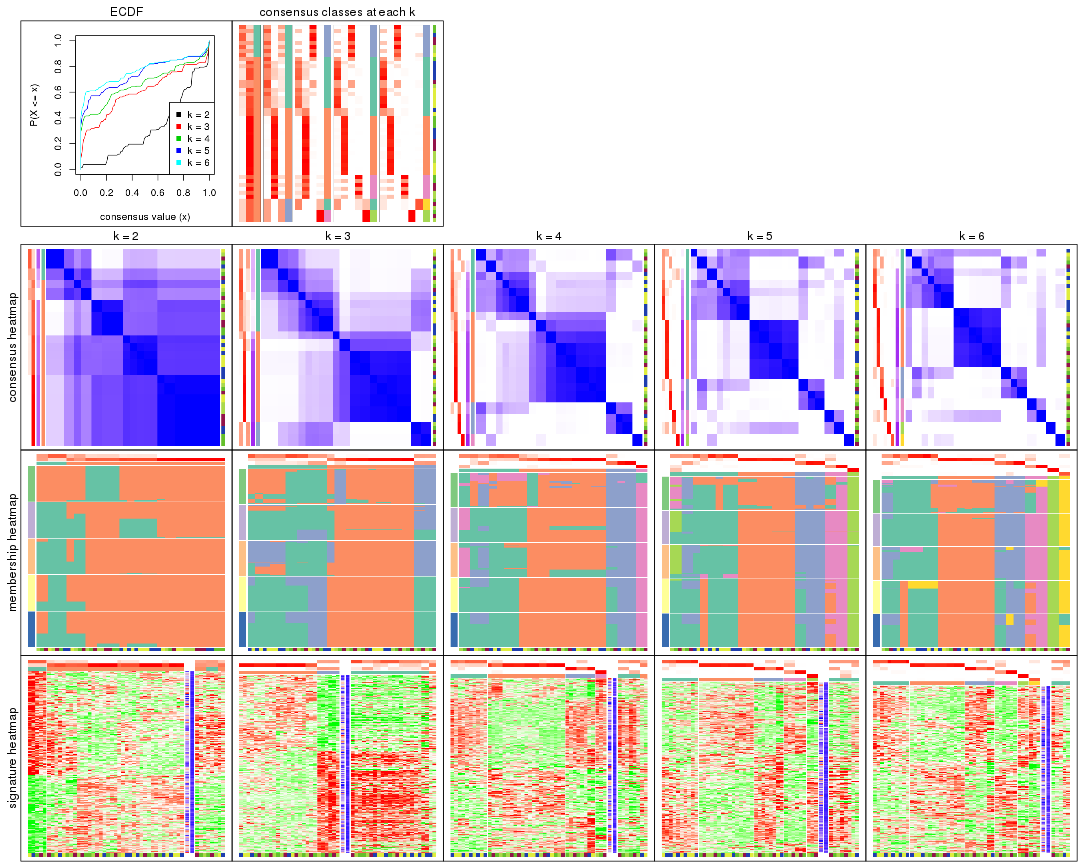 ECDF
consensus classes at each k
P(X <= x)
0.0 0.2 0.4 0.6 0.8 1.0
k = 2
k = 3
k = 4
k = 5
k = 6
0.0 0.2 0.4 0.6 0.8 1.0
consensus value (x)
k = 2
k = 3
k = 4
k = 5
k = 6
consensus heatmap
membership heatmap
signature heatmap